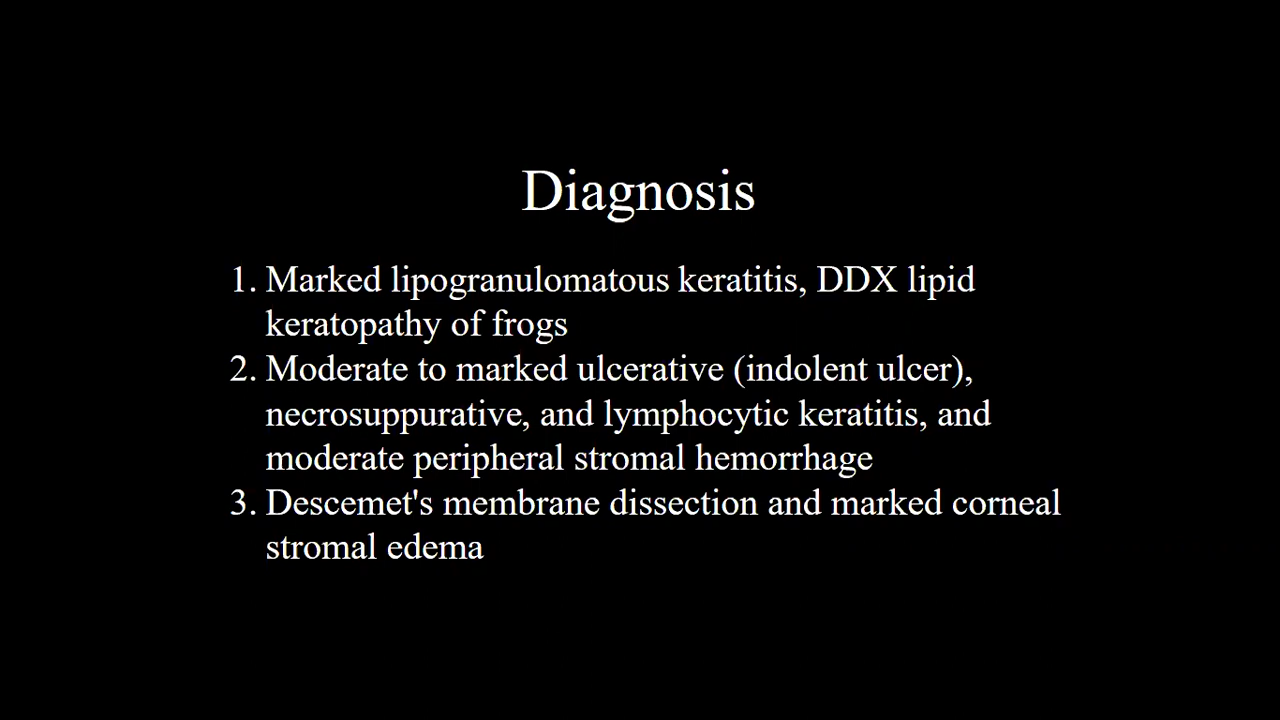 Diagnosis
1. Marked lipogranulomatous keratitis, DDX lipid
keratopathy of frogs
2. Moderate to marked ulcerative (indolent ulcer),
necrosuppurative, and lymphocytic keratitis, and
moderate peripheral stromal hemorrhage
3. Descemet's membrane dissection and marked corneal
stromal edema